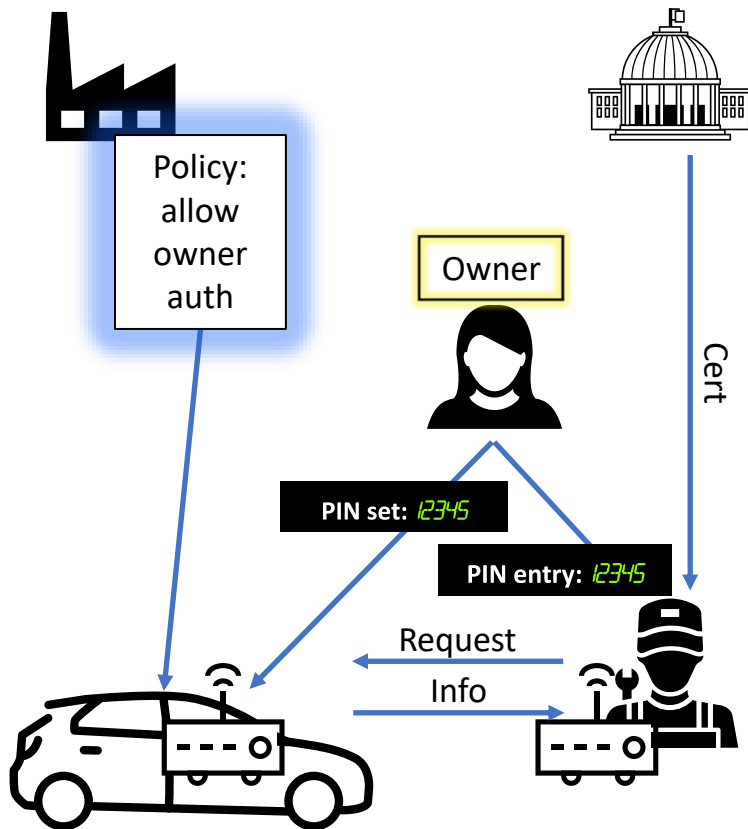 Policy:
allow
owner
auth
Owner
Cert
PIN set: 12345
PIN entry: 12345
Request
Info